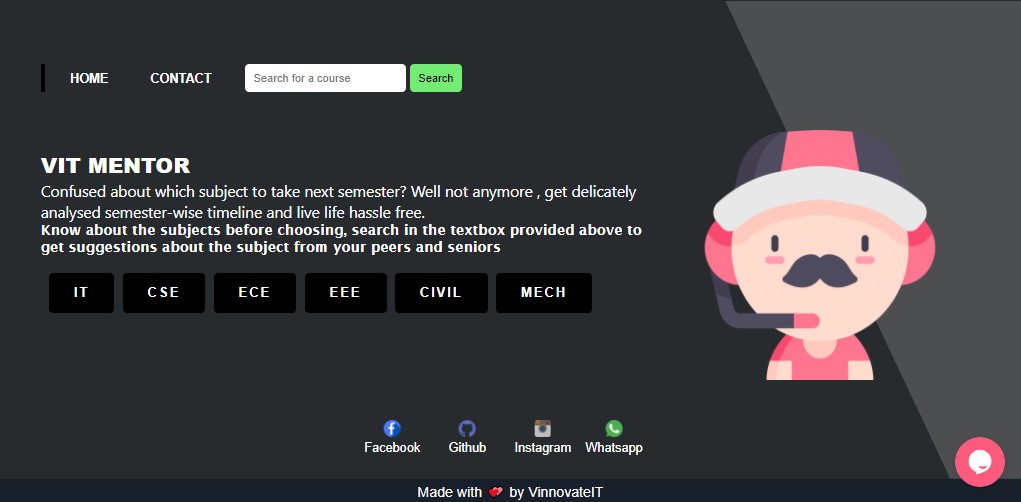 HOME CONTACT Search for a course Search
VIT MENTOR
Confused about which subject to take next semester? Well not anymore , get delicately
analysed semester-wise timeline and live life hassle free.
Know about the subjects before choosing, search in the textbox provided above to
get suggestions about the subject from your peers and seniors
IT CSE ECE EEE CIVIL MECH
Facebook Github Instagram Whatsapp
Made with 💕 by VinnovateIT